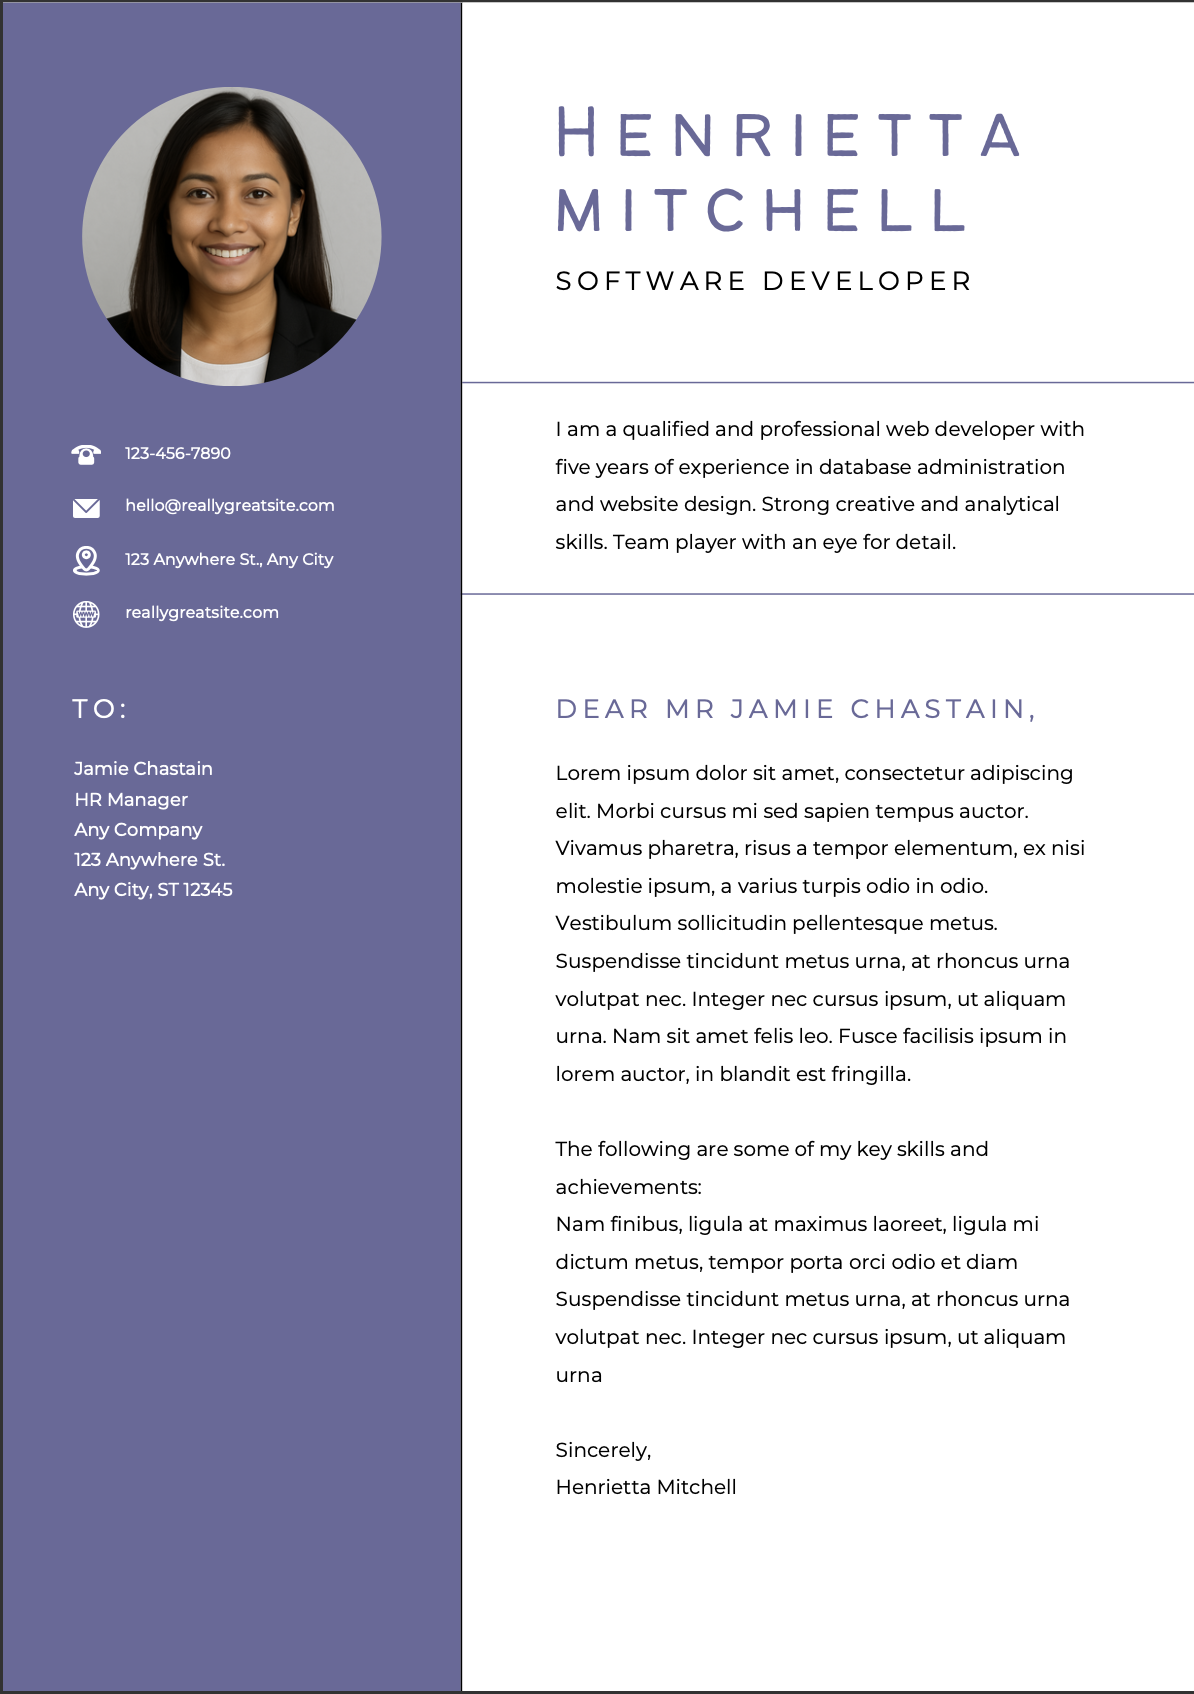 HENRIETTA
MITCHELL
SOFTWARE DEVELOPER
I am a qualified and professional web developer with
five years of experience in database administration
and website design. Strong creative and analytical
skills. Team player with an eye for detail.
123-456-7890
hello@reallygreatsite.com
123 Anywhere St., Any City
reallygreatsite.com
TO:
Jamie Chastain
HR Manager
Any Company
123 Anywhere St.
Any City, ST 12345
DEAR MR JAMIE CHASTAIN,
Lorem ipsum dolor sit amet, consectetur adipiscing
elit. Morbi cursus mi sed sapien tempus auctor.
Vivamus pharetra, risus a tempor elementum, ex nisi
molestie ipsum, a varius turpis odio in odio.
Vestibulum sollicitudin pellentesque metus.
Suspendisse tincidunt metus urna, at rhoncus urna
volutpat nec. Integer nec cursus ipsum, ut aliquam
urna. Nam sit amet felis leo. Fusce facilisis ipsum in
lorem auctor, in blandit est fringilla.
The following are some of my key skills and
achievements:
Nam finibus, ligula at maximus laoreet, ligula mi
dictum metus, tempor porta orci odio et diam
Suspendisse tincidunt metus urna, at rhoncus urna
volutpat nec. Integer nec cursus ipsum, ut aliquam
urna
Sincerely,
Henrietta Mitchell